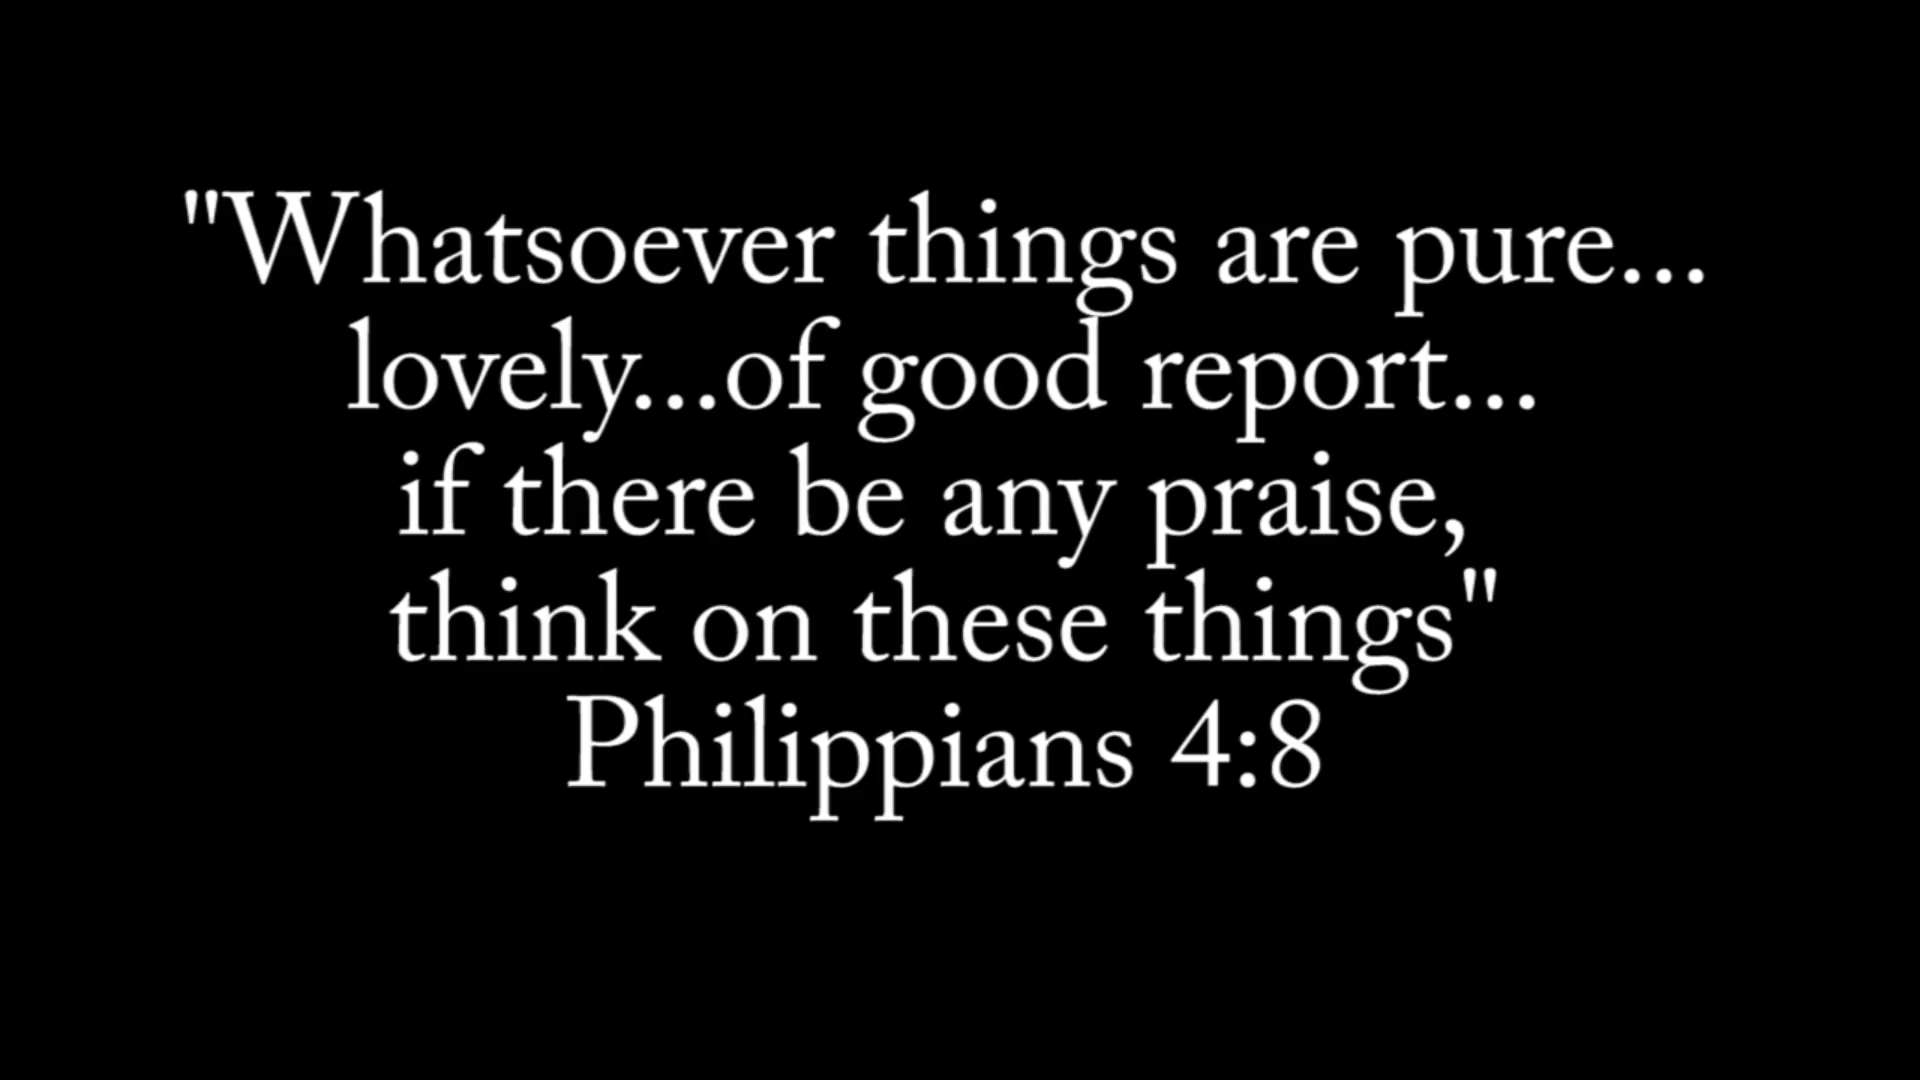 "Whatsoever things are pure...
lovely...of good report...
if there be any praise,
think on these things"
Philippians 4:8